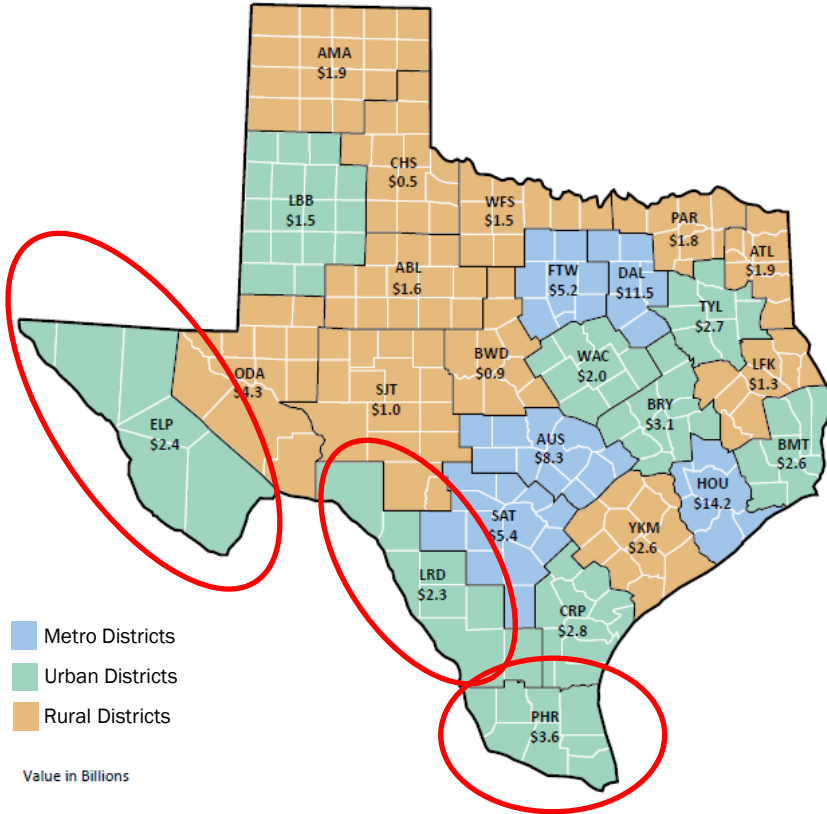 AMA
$1.9
CHS
$0.5
LBB
$1.5
WFS
$1.5
PAR
$1.8
ATL
$1.9
ABL
$1.6
FTW
$5.2
DAL
$11.5
TYL
$2.7
ODA
$4.3
SJT
$1.0
BWD
$0.9
WAC
$2.0
LFK
$1.3
ELP
$2.4
BRY
$3.1
AUS
$8.3
BMT
$2.6
HOU
$14.2
SAT
$5.4
YKM
$2.6
LRD
$2.3
CRP
$2.8
PHR
$3.6
Metro Districts
Urban Districts
Rural Districts
Value in Billions